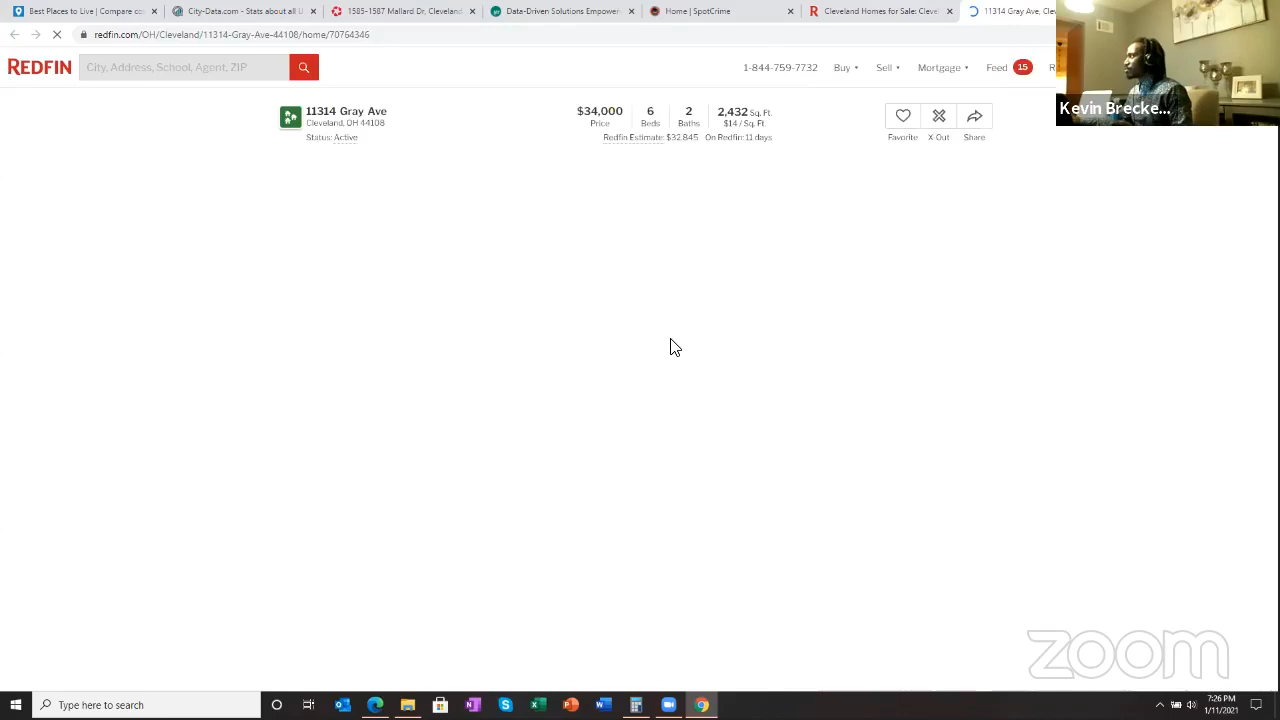 Best Places to Live | Compare co
City-Data.com - Stats about all U
1585-1587 Mallard Dr, Cleveland
Data-Driven Solutions Empower
Home | SpotCrime
Cleveland Homes for Sale: Cleve
11314 Gray Ave, Cle
redfin.com/OH/Cleveland/11314-Gray-Ave-44108/home/70764346
REDFIN
City, Address, School, Agent, ZIP
1-844-759-7732
Buy
Sell
Mortgage
Feed 15
R
11314 Gray Ave
Cleveland, OH 44108
Status: Active
$34,000
Price
6
Beds
2
Baths
2,432 Sq. Ft.
$14 / Sq. Ft.
Redfin Estimate: $32,845 On Redfin: 11 days
Favorite
X-Out
Share
Kevin Brecke...
zoom
Type here to search
7:26 PM
1/11/2021